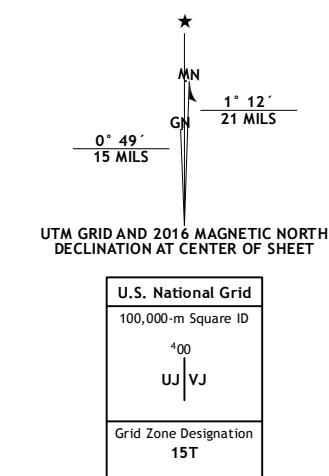 ★
MN
1° 12´
21 MILS
GN
0° 49´
15 MILS
UTM GRID AND 2016 MAGNETIC NORTH
DECLINATION AT CENTER OF SHEET
U.S. National Grid
100,000-m Square ID
⁴00
UJ VJ
Grid Zone Designation
15T